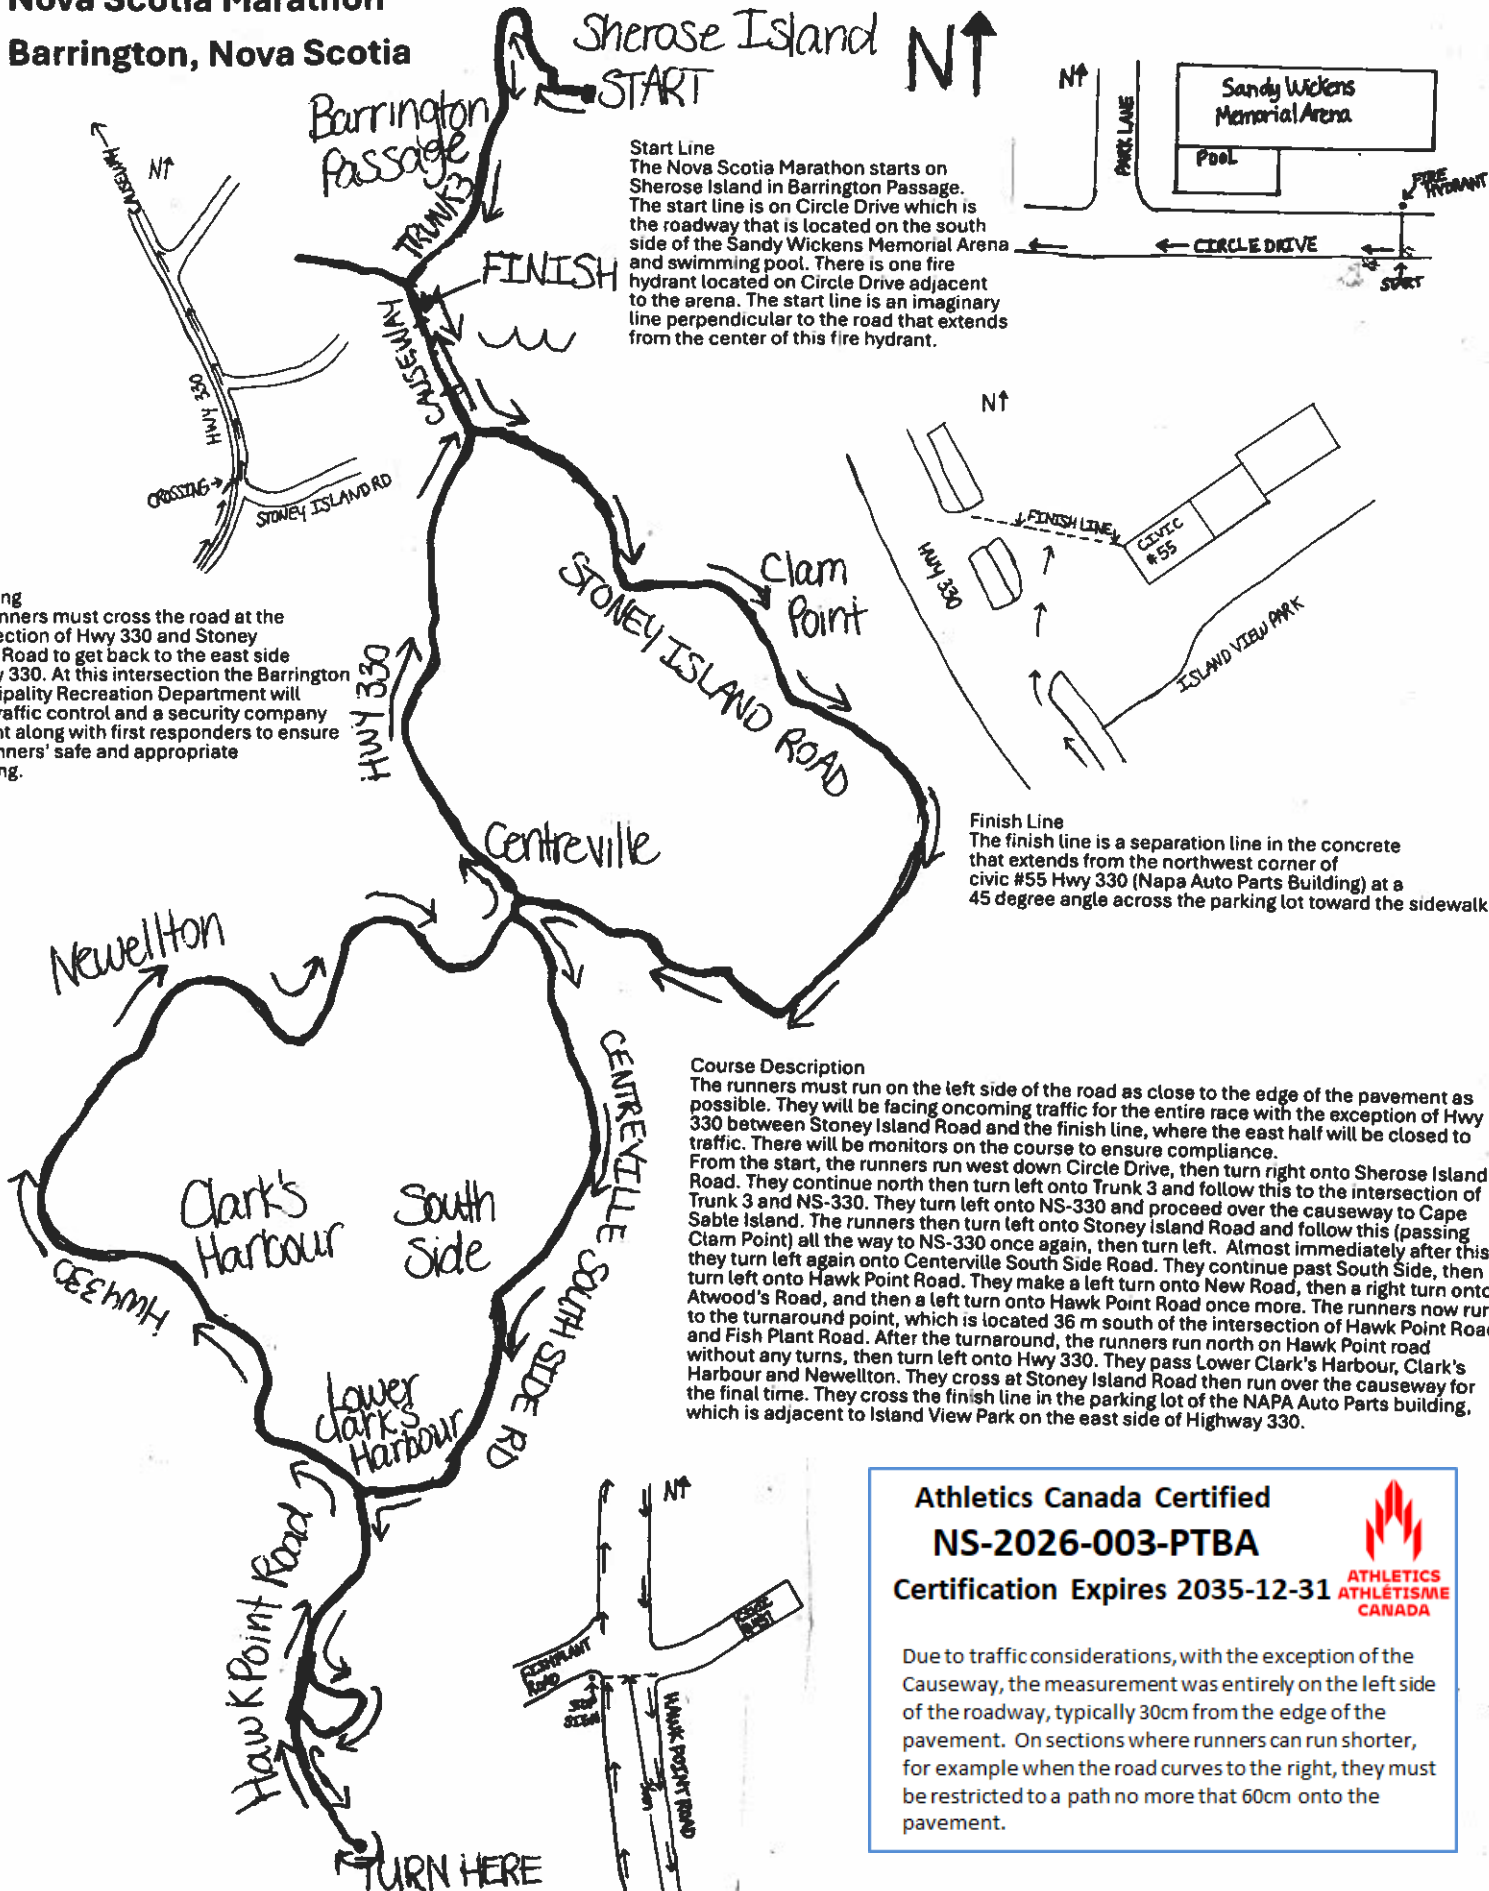 Nova Scotia Marathon
Barrington, Nova Scotia
Sherose Island
START
N
Barrington
Passage
TRUNK 3
FINISH
CAUSEWAY
Start Line
The Nova Scotia Marathon starts on
Sherose Island in Barrington Passage.
The start line is on Circle Drive which is
the roadway that is located on the south
side of the Sandy Wickens Memorial Arena
and swimming pool. There is one fire
hydrant located on Circle Drive adjacent
to the arena. The start line is an imaginary
line perpendicular to the road that extends
from the center of this fire hydrant.
N
PARK LANE
Sandy Wickens
Memorial Arena
POOL
FIRE
HYDRANT
CIRCLE DRIVE
START
CAUSEWAY
N
HWY 330
CROSSING
STONEY ISLAND RD
ng
nners must cross the road at the
ection of Hwy 330 and Stoney
Road to get back to the east side
y 330. At this intersection the Barrington
ipality Recreation Department will
raffic control and a security company
nt along with first responders to ensure
nners' safe and appropriate
ng.
N
FINISH LINE
CIVIC
#55
HWY 330
ISLAND VIEW PARK
Finish Line
The finish line is a separation line in the concrete
that extends from the northwest corner of
civic #55 Hwy 330 (Napa Auto Parts Building) at a
45 degree angle across the parking lot toward the sidewalk
Clam
Point
STONEY ISLAND ROAD
HWY 330
Centreville
Newellton
CENTREVILLE SOUTH SIDE RD
Clark's
Harbour
South
Side
HWY 330
Lower
Clark's
Harbour
Hawk Point Road
TURN HERE
Course Description
The runners must run on the left side of the road as close to the edge of the pavement as
possible. They will be facing oncoming traffic for the entire race with the exception of Hwy
330 between Stoney Island Road and the finish line, where the east half will be closed to
traffic. There will be monitors on the course to ensure compliance.
From the start, the runners run west down Circle Drive, then turn right onto Sherose Island
Road. They continue north then turn left onto Trunk 3 and follow this to the intersection of
Trunk 3 and NS-330. They turn left onto NS-330 and proceed over the causeway to Cape
Sable Island. The runners then turn left onto Stoney Island Road and follow this (passing
Clam Point) all the way to NS-330 once again, then turn left. Almost immediately after this
they turn left again onto Centerville South Side Road. They continue past South Side, then
turn left onto Hawk Point Road. They make a left turn onto New Road, then a right turn onto
Atwood's Road, and then a left turn onto Hawk Point Road once more. The runners now run
to the turnaround point, which is located 36 m south of the intersection of Hawk Point Road
and Fish Plant Road. After the turnaround, the runners run north on Hawk Point road
without any turns, then turn left onto Hwy 330. They pass Lower Clark's Harbour, Clark's
Harbour and Newellton. They cross at Stoney Island Road then run over the causeway for
the final time. They cross the finish line in the parking lot of the NAPA Auto Parts building,
which is adjacent to Island View Park on the east side of Highway 330.
N
FISH PLANT
ROAD
HAWK POINT ROAD
Athletics Canada Certified
NS-2026-003-PTBA
Certification Expires 2035-12-31
ATHLETICS
ATHLÉTISME
CANADA
Due to traffic considerations, with the exception of the
Causeway, the measurement was entirely on the left side
of the roadway, typically 30cm from the edge of the
pavement. On sections where runners can run shorter,
for example when the road curves to the right, they must
be restricted to a path no more that 60cm onto the
pavement.